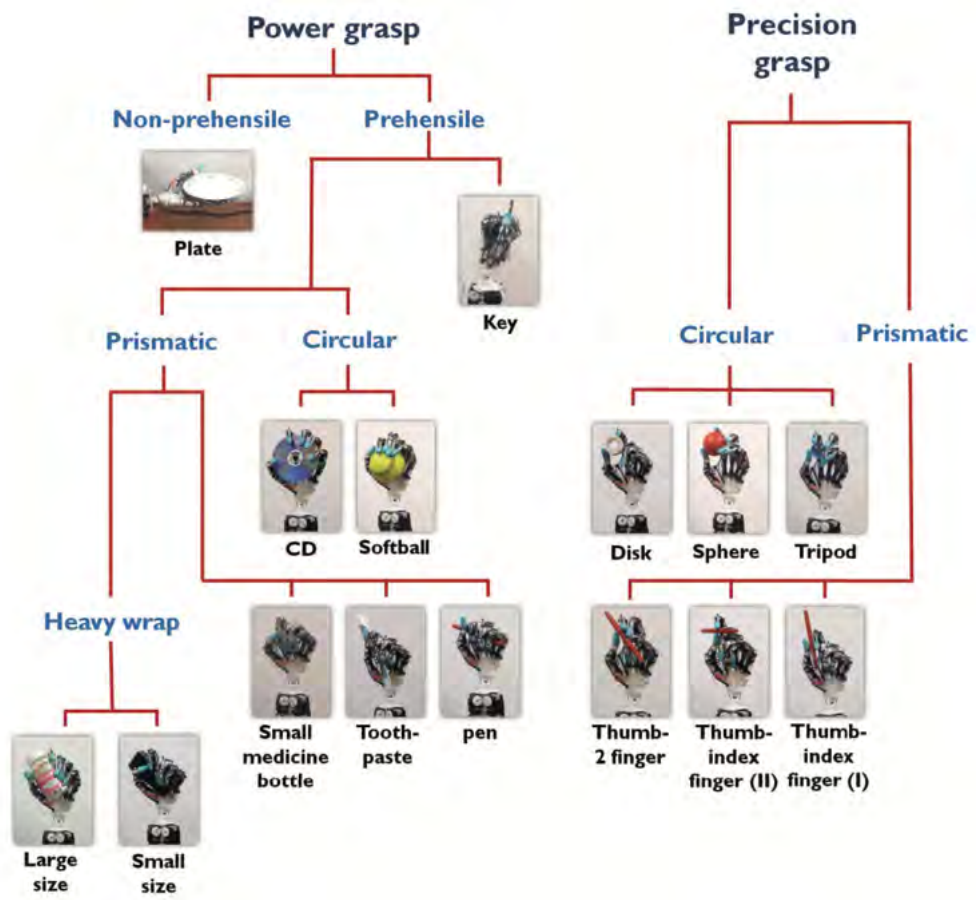 Power grasp
Precision
grasp
Non-prehensile
Prehensile
Plate
Key
Prismatic
Circular
Circular
Prismatic
CD
Softball
Disk
Sphere
Tripod
Heavy wrap
Small
medicine
bottle
Tooth-
paste
pen
Thumb-
2 finger
Thumb-
index
finger (II)
Thumb-
index
finger (I)
Large
size
Small
size